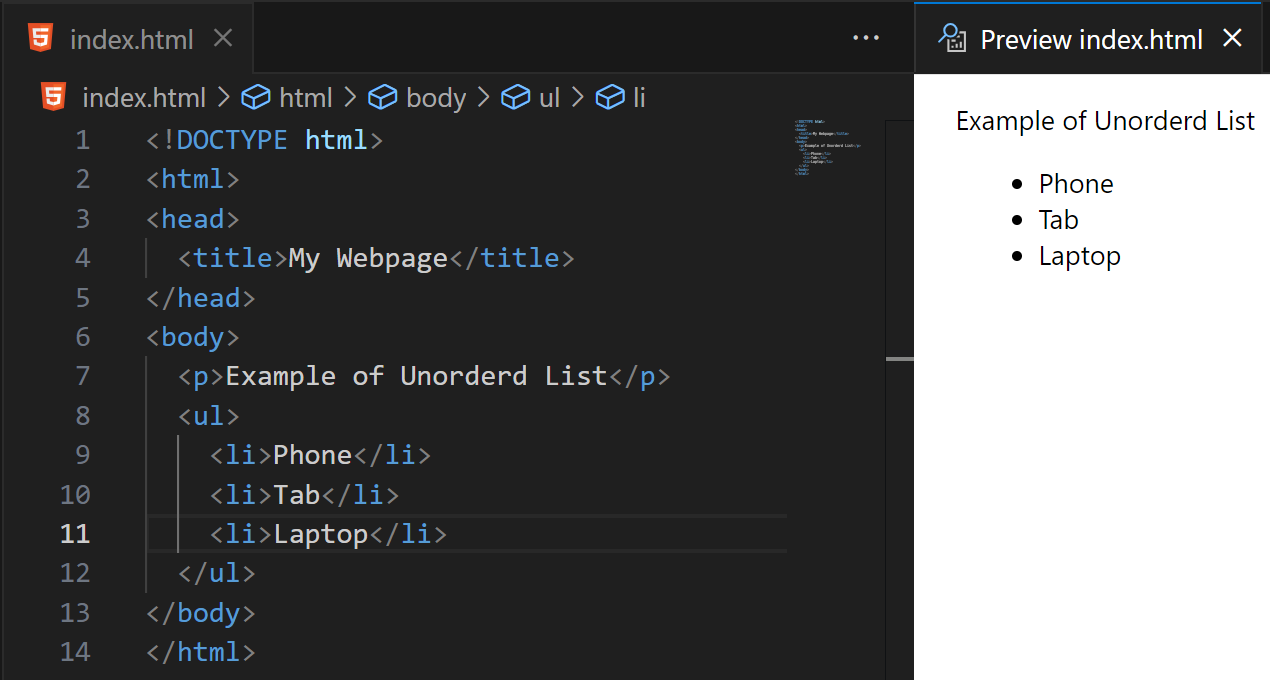 index.html
Preview index.html
index.html > html > body > ul > li
1 <!DOCTYPE html>
2 <html>
3 <head>
4   <title>My Webpage</title>
5 </head>
6 <body>
7   <p>Example of Unorderd List</p>
8   <ul>
9     <li>Phone</li>
10     <li>Tab</li>
11     <li>Laptop</li>
12   </ul>
13 </body>
14 </html>
Example of Unorderd List
• Phone
• Tab
• Laptop